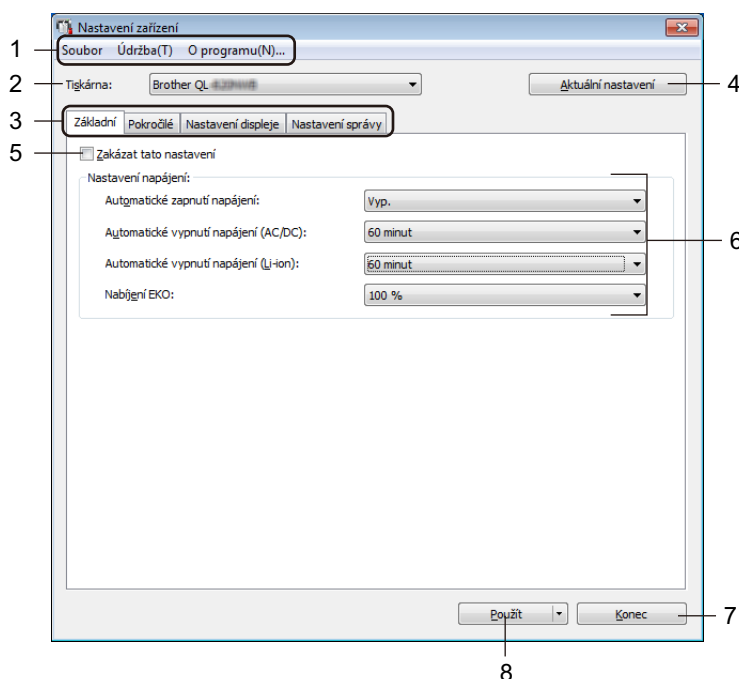 Nastavení zařízení
1
Soubor Údržba(T) O programu(N)...
2
Tiskárna: Brother QL
Aktuální nastavení
4
3
Základní Pokročilé Nastavení displeje Nastavení správy
5
Zakázat tato nastavení
Nastavení napájení:
Automatické zapnutí napájení: Vyp.
Automatické vypnutí napájení (AC/DC): 60 minut
6
Automatické vypnutí napájení (Li-ion): 60 minut
Nabíjení EKO: 100 %
Použít Konec
7
8